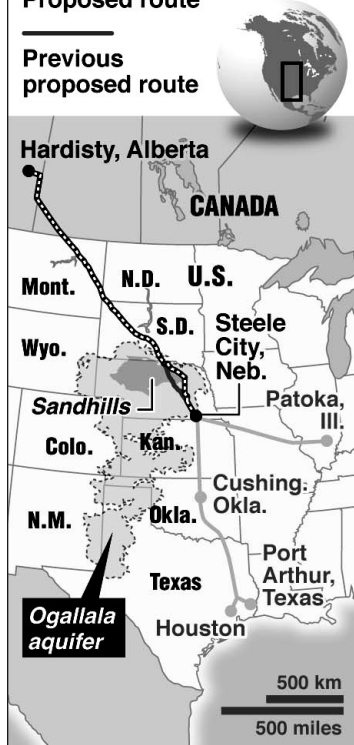 Proposed route
Previous
proposed route
Hardisty, Alberta
CANADA
Mont.
N.D.
U.S.
S.D.
Wyo.
Steele
City,
Neb.
Sandhills
Patoka,
Ill.
Colo.
Kan.
Cushing.
Okla.
N.M.
Okla.
Port
Arthur,
Texas
Texas
Houston
Ogallala
aquifer
500 km
500 miles